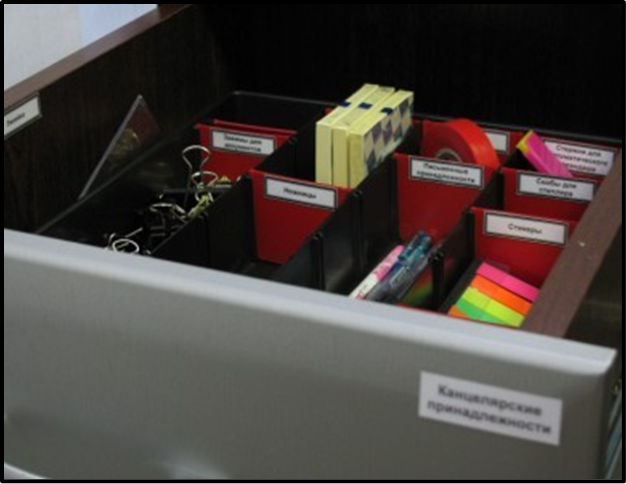 Зажимы для
документов
Ножницы
Письменные
принадлежности
Стержни для
Скобы для
степлера
Стикеры
Канцелярские
принадлежности